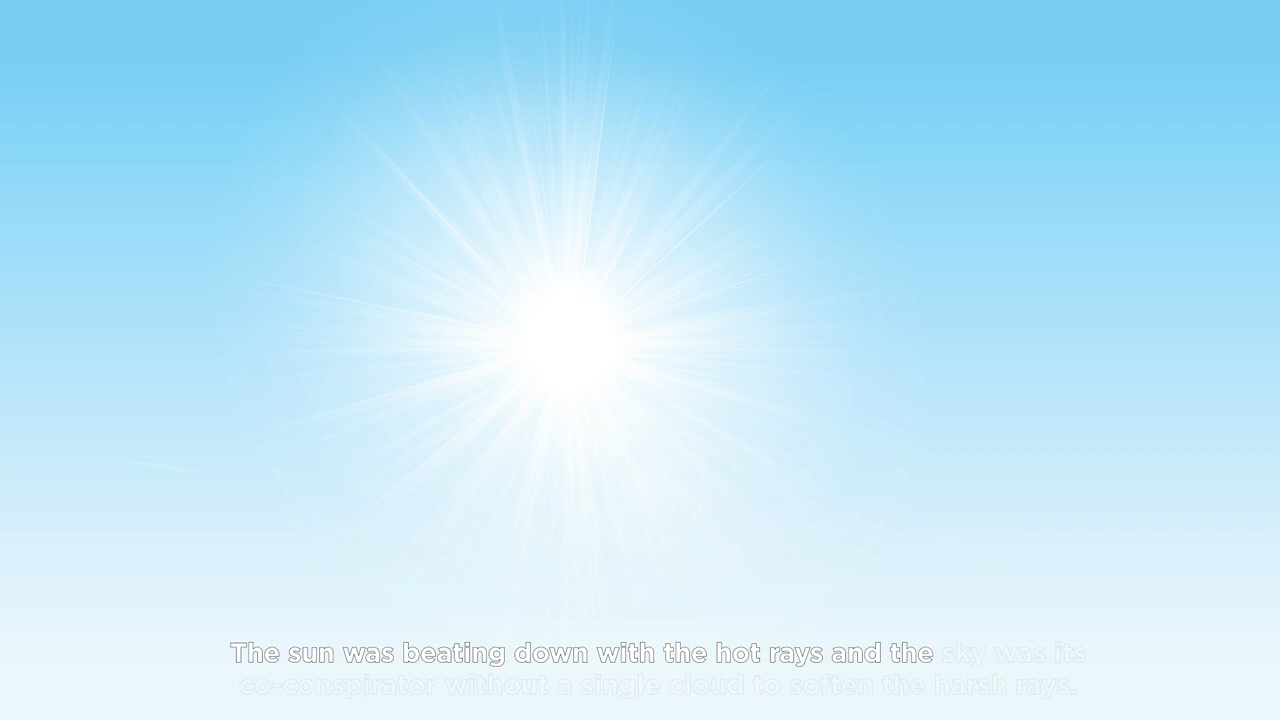 The sun was beating down with the hot rays and the sky was its
co-conspirator without a single cloud to soften the harsh rays.